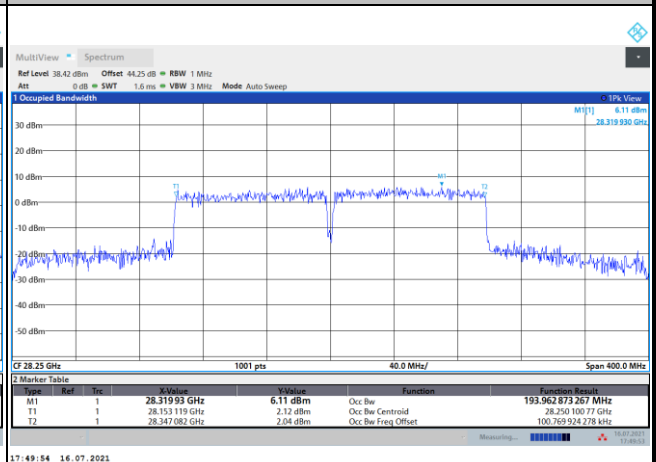 MultiView Spectrum
Ref Level 38.42 dBm Offset 44.25 dB RBW 1 MHz
Att 0 dB SWT 1.6 ms VBW 3 MHz Mode Auto Sweep
1 Occupied Bandwidth 1Pk View
M1[1] 6.11 dBm
28.319 930 GHz
30 dBm
20 dBm
10 dBm
M1
T1
T2
0 dBm
-10 dBm
-20 dBm
-30 dBm
-40 dBm
-50 dBm
CF 28.25 GHz 1001 pts 40.0 MHz/ Span 400.0 MHz
2 Marker Table
Type Ref Trc X-Value Y-Value Function Function Result
M1 1 28.319 93 GHz 6.11 dBm Occ Bw 193.962 873 267 MHz
T1 1 28.153 119 GHz 2.12 dBm Occ Bw Centroid 28.250 100 77 GHz
T2 1 28.347 082 GHz 2.04 dBm Occ Bw Freq Offset 100.769 924 278 kHz
Measuring... 16.07.2021
17:49:53
17:49:54 16.07.2021